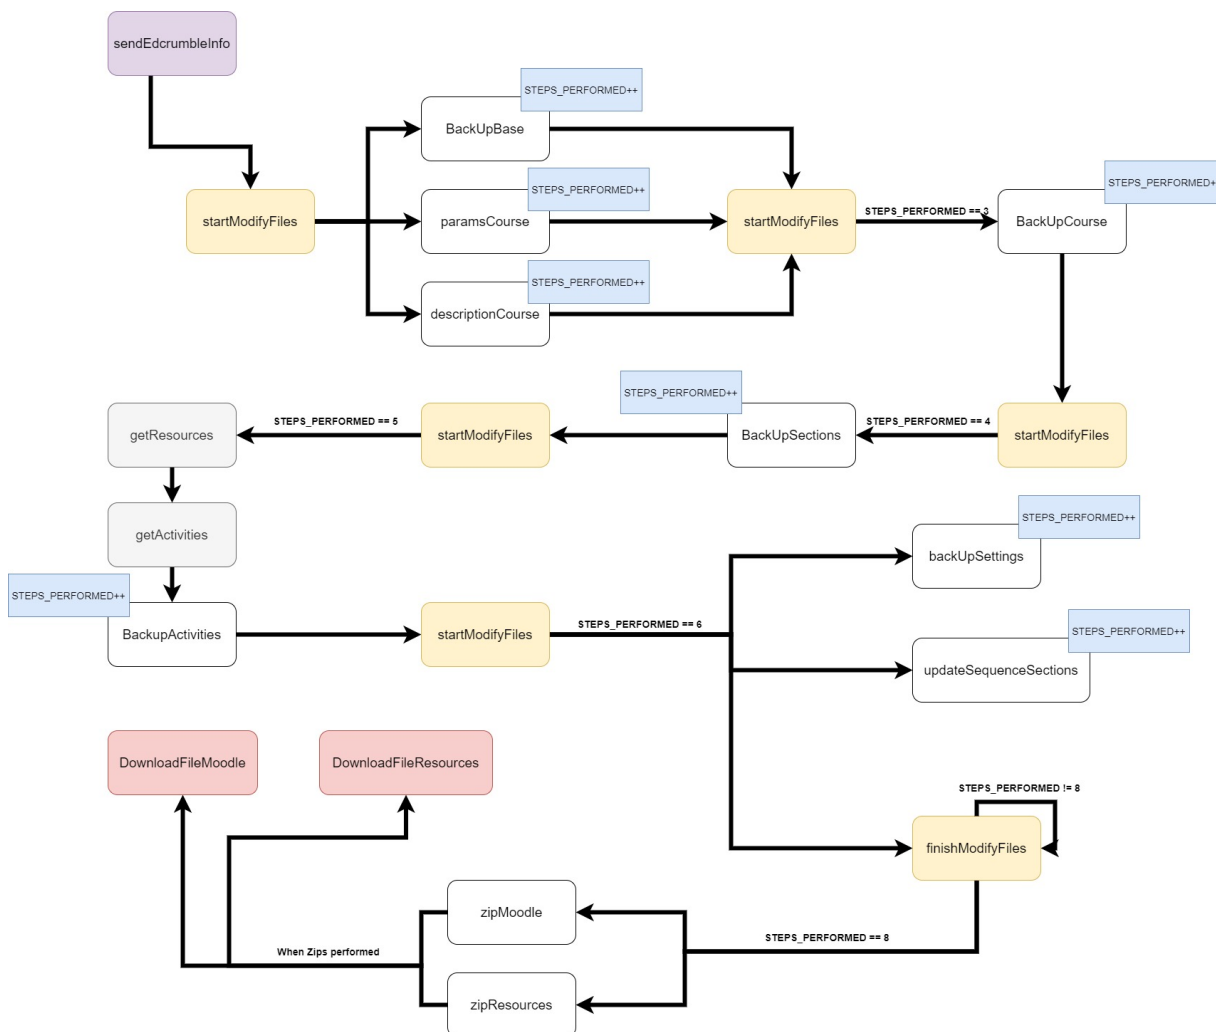 sendEdcrumbleInfo
STEPS_PERFORMED++
BackUpBase
STEPS_PERFORMED++
STEPS_PERFORMED++
startModifyFiles
paramsCourse
startModifyFiles
STEPS_PERFORMED == 3
BackUpCourse
STEPS_PERFORMED++
descriptionCourse
STEPS_PERFORMED++
STEPS_PERFORMED == 5
STEPS_PERFORMED == 4
getResources
startModifyFiles
BackUpSections
startModifyFiles
STEPS_PERFORMED++
getActivities
backUpSettings
STEPS_PERFORMED++
STEPS_PERFORMED == 6
STEPS_PERFORMED++
BackupActivities
startModifyFiles
updateSequenceSections
DownloadFileMoodle
DownloadFileResources
STEPS_PERFORMED != 8
finishModifyFiles
zipMoodle
STEPS_PERFORMED == 8
When Zips performed
zipResources